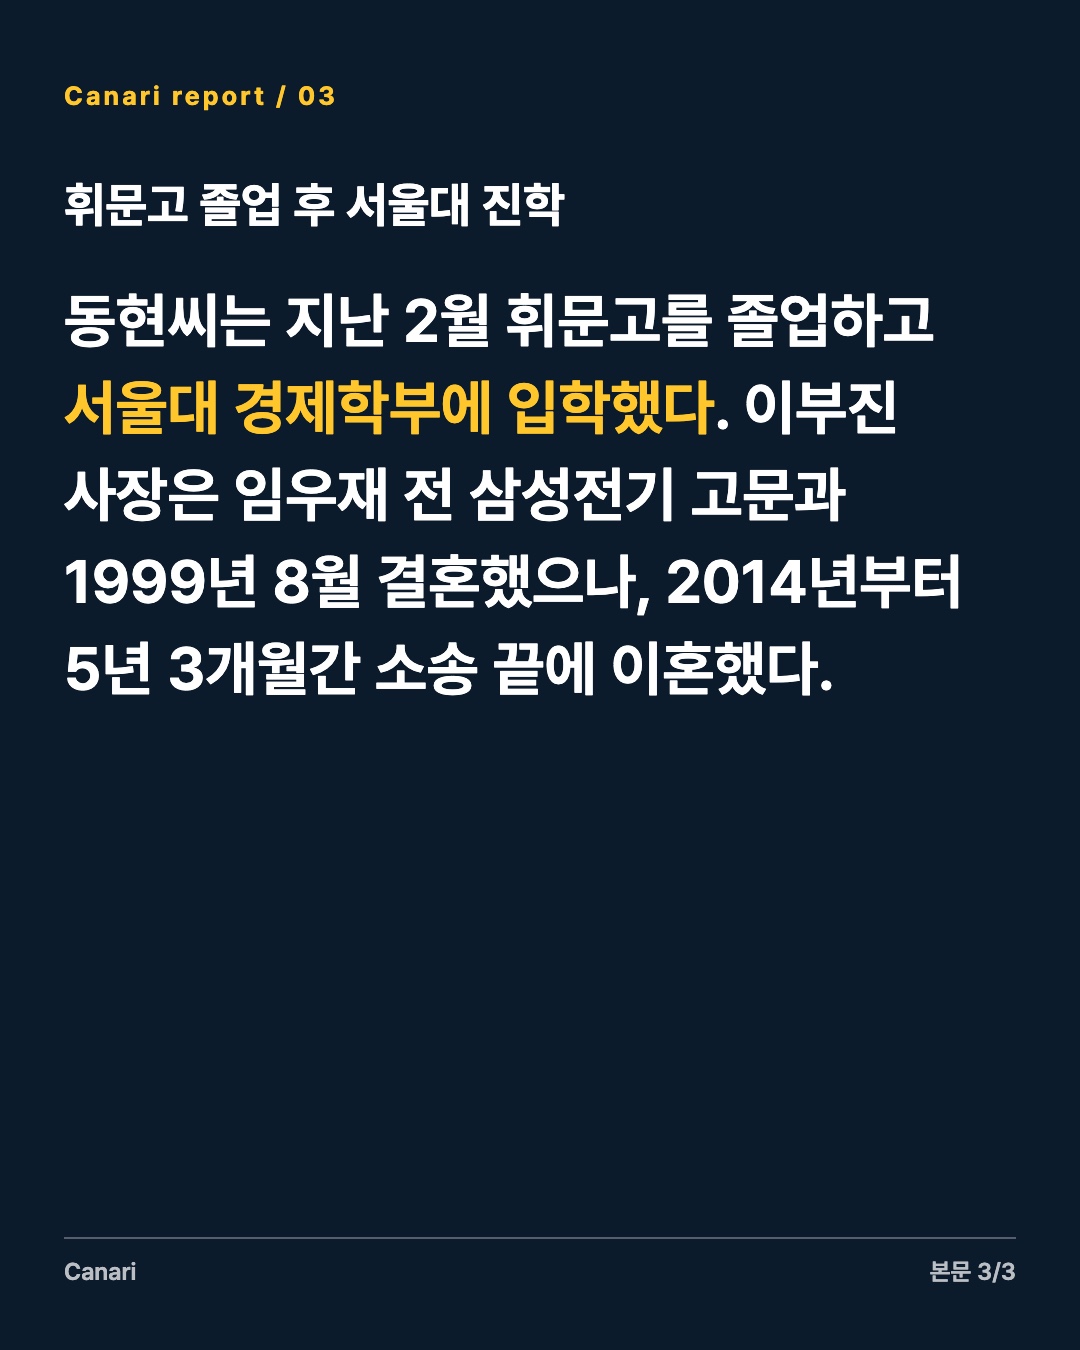 Canari report / 03
휘문고 졸업 후 서울대 진학
동현씨는 지난 2월 휘문고를 졸업하고
서울대 경제학부에 입학했다. 이부진
사장은 임우재 전 삼성전기 고문과
1999년 8월 결혼했으나, 2014년부터
5년 3개월간 소송 끝에 이혼했다.
Canari
본문 3/3